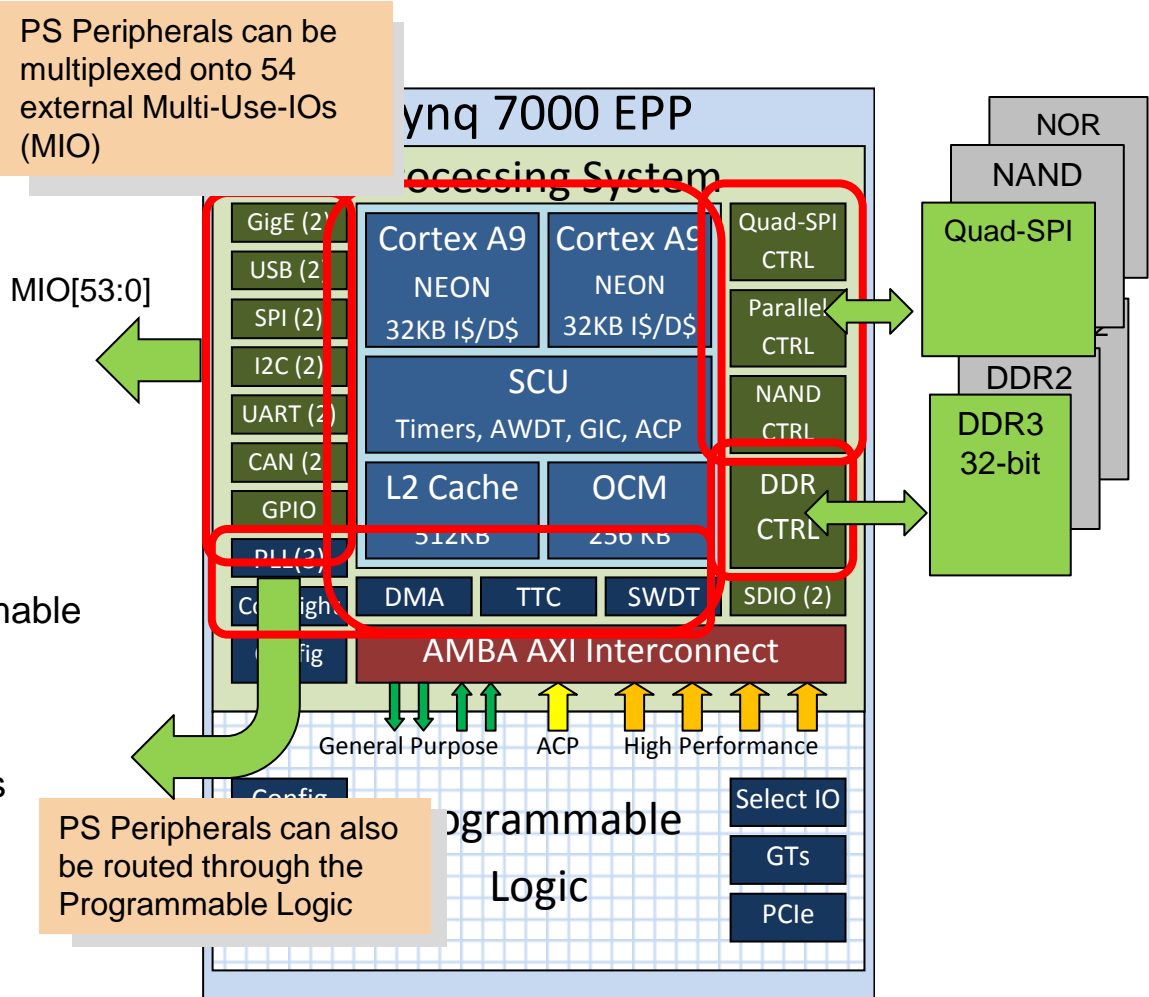 PS Peripherals can be
multiplexed onto 54
external Multi-Use-IOs
(MIO)
ynq 7000 EPP
ocessing System
NOR
NAND
Quad-SPI
DDR2
DDR3
32-bit
MIO[53:0]
GigE (2)
USB (2)
SPI (2)
I2C (2)
UART (2)
CAN (2
GPIO
PLL(3)
Config
Cortex A9
NEON
32KB I$/D$
Cortex A9
NEON
32KB I$/D$
SCU
Timers, AWDT, GIC, ACP
L2 Cache
512KB
OCM
256 KB
DMA
TTC
SWDT
Quad-SPI
CTRL
Parallel
CTRL
NAND
CTRL
DDR
CTRL
SDIO (2)
AMBA AXI Interconnect
nable
s
General Purpose
ACP
High Performance
Config
ogrammable
Logic
Select IO
GTs
PCIe
PS Peripherals can also
be routed through the
Programmable Logic